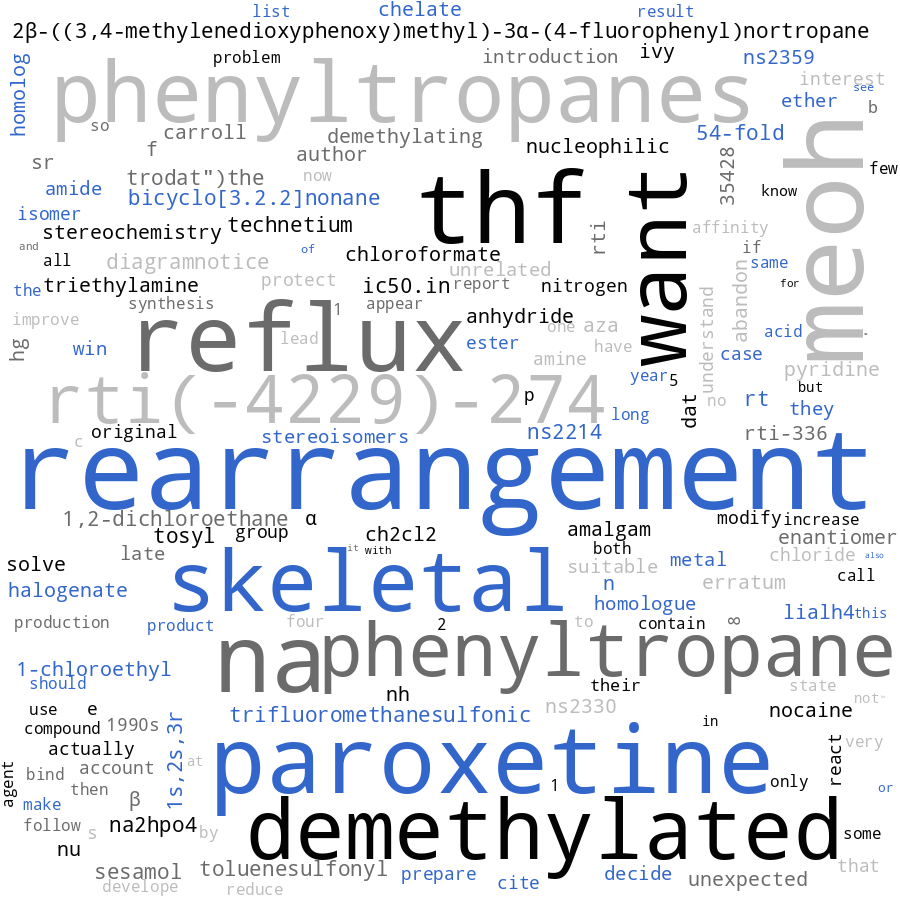 list chelate result
2β-((3,4-methylenedioxyphenoxy)methyl)-3α-(4-fluorophenyl)nortropane
problem introduction ivy ns2359
homolog phenyltropanes interest
see
ether b
so carroll demethylating 54-fold
f author nucleophilic meoh
sr now 35428 few
trodat")the thf want
amide bicyclo[3.2.2]nonane know
isomer technetium affinity
stereochemistry rti
and of if
all diagramnotice chloroformate same
unrelated
the triethylamine protect ic50.in report nitrogen for
synthesis 1 appear
improve reflux anhydride one aza understand abandon acid
hg win lead ester amine have case
pyridine
rti(-4229)-274 year 5 no but
p long dat rt they
c original stereoisomers ns2214 rti-336
rearrangement
1,2-dichloroethane α modify increase
tosyl group ch2cl2 amalgam enantiomer
late it with both chloride also
solve skeletal suitable metal
halogenate n erratum call
homologue lialh4 this
production product four 2 to contain ∞
na phenyltropane
1-chloroethyl
should nh their state
use e ns2330 not
compound 1990s trifluoromethanesulfonic in nocaine
actually 1s,2s,3r react very
bind account at paroxetine
agent then 1 only or
make β
follow s na2hpo4 by demethylated some
nu that
sesamol toluenesulfonyl prepare decide
develope reduce cite unexpected